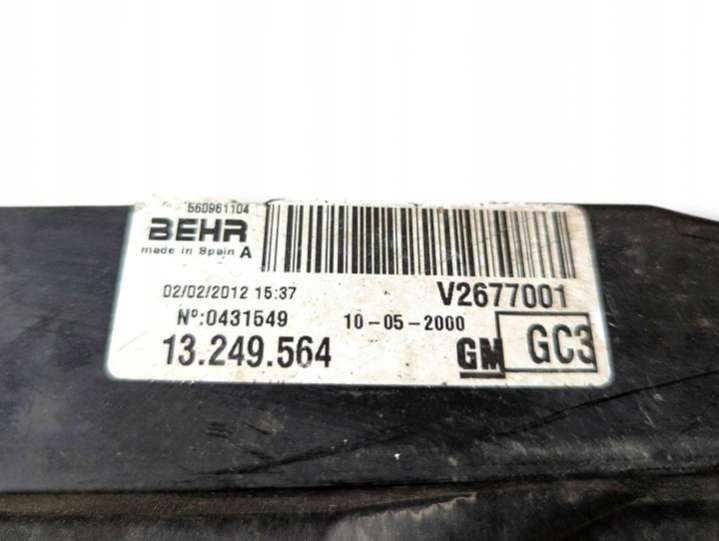 560961104
BEHR
made in Spain A
02/02/2012 15:37
V2677001
Nº:0431549
10-05-2000
13.249.564
GM
GC3